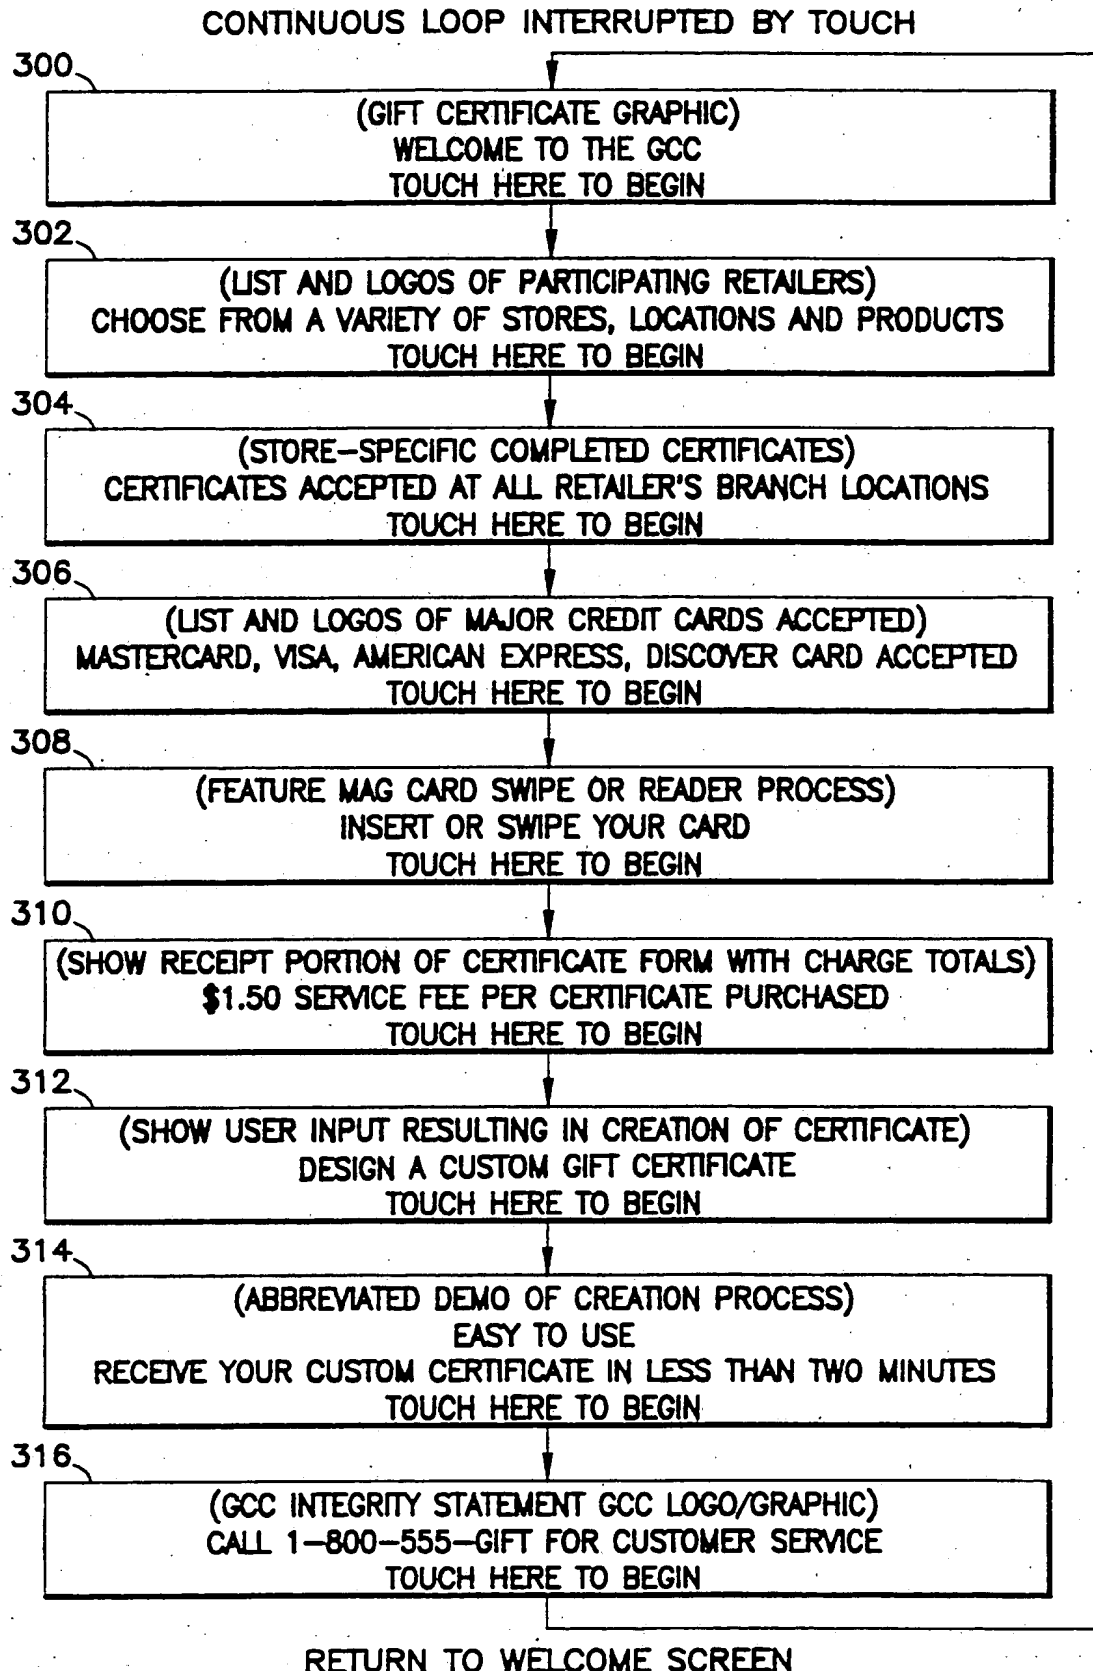 CONTINUOUS LOOP INTERRUPTED BY TOUCH
300
(GIFT CERTIFICATE GRAPHIC)
WELCOME TO THE GCC
TOUCH HERE TO BEGIN
302
(LIST AND LOGOS OF PARTICIPATING RETAILERS)
CHOOSE FROM A VARIETY OF STORES, LOCATIONS AND PRODUCTS
TOUCH HERE TO BEGIN
304
(STORE-SPECIFIC COMPLETED CERTIFICATES)
CERTIFICATES ACCEPTED AT ALL RETAILER'S BRANCH LOCATIONS
TOUCH HERE TO BEGIN
306
(LIST AND LOGOS OF MAJOR CREDIT CARDS ACCEPTED)
MASTERCARD, VISA, AMERICAN EXPRESS, DISCOVER CARD ACCEPTED
TOUCH HERE TO BEGIN
308
(FEATURE MAG CARD SWIPE OR READER PROCESS)
INSERT OR SWIPE YOUR CARD
TOUCH HERE TO BEGIN
310
(SHOW RECEIPT PORTION OF CERTIFICATE FORM WITH CHARGE TOTALS)
$1.50 SERVICE FEE PER CERTIFICATE PURCHASED
TOUCH HERE TO BEGIN
312
(SHOW USER INPUT RESULTING IN CREATION OF CERTIFICATE)
DESIGN A CUSTOM GIFT CERTIFICATE
TOUCH HERE TO BEGIN
314
(ABBREVIATED DEMO OF CREATION PROCESS)
EASY TO USE
RECEIVE YOUR CUSTOM CERTIFICATE IN LESS THAN TWO MINUTES
TOUCH HERE TO BEGIN
316
(GCC INTEGRITY STATEMENT GCC LOGO/GRAPHIC)
CALL 1-800-555-GIFT FOR CUSTOMER SERVICE
TOUCH HERE TO BEGIN
RETURN TO WELCOME SCREEN